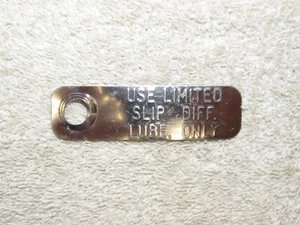 USE LIMITED
SLIP DIFF.
LUBE. ONLY